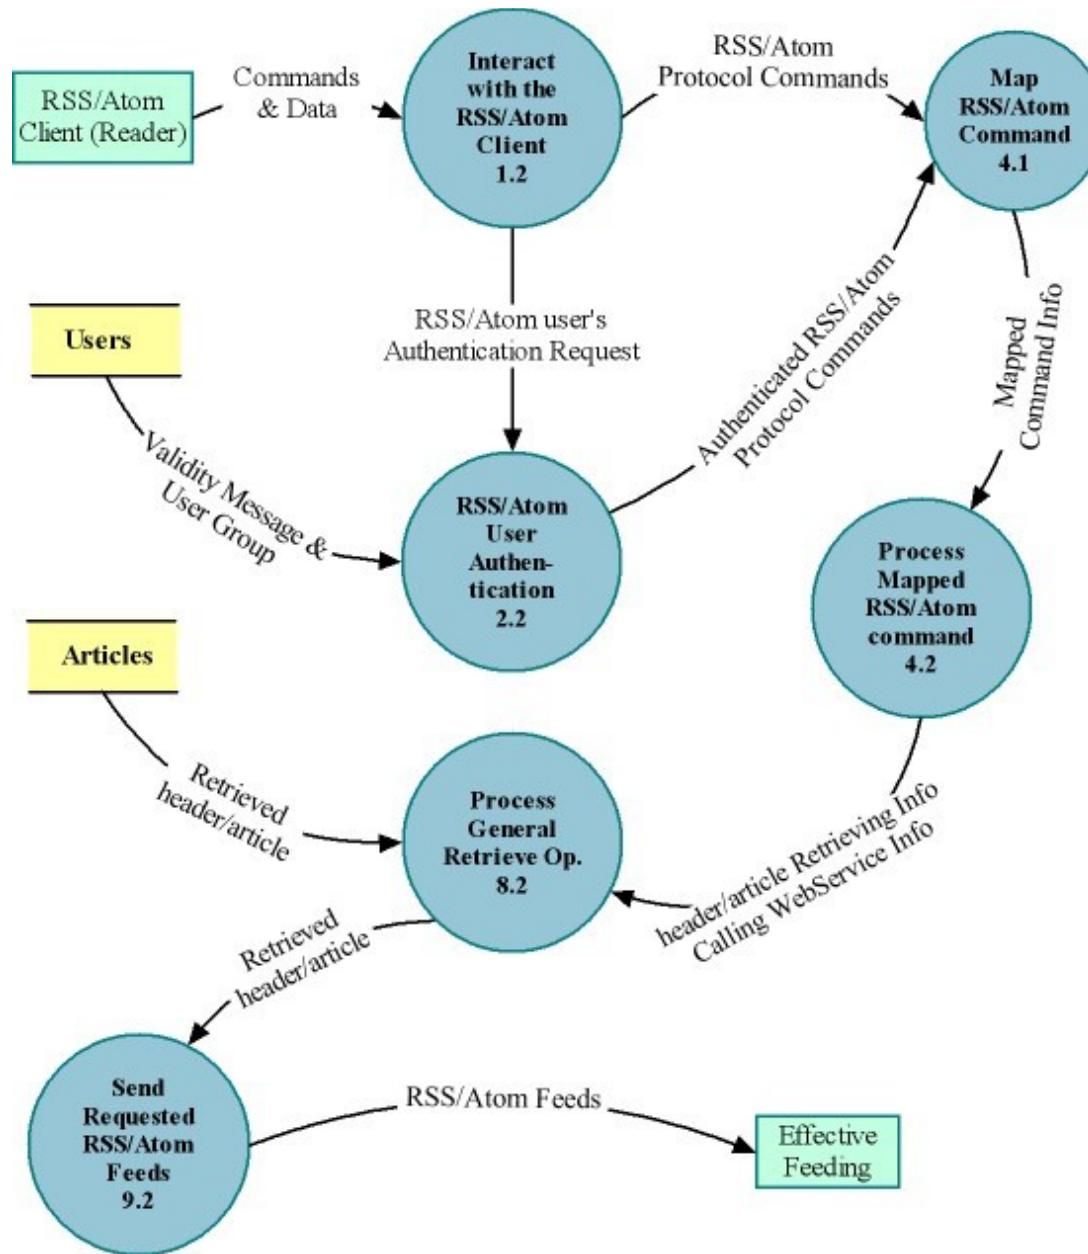 RSS/Atom
Client (Reader)
Commands
& Data
Interact
with the
RSS/Atom
Client
1.2
RSS/Atom
Protocol Commands
Map
RSS/Atom
Command
4.1
Users
RSS/Atom user's
Authentication Request
Authenticated RSS/Atom
Protocol Commands
Mapped
Command Info
Validity Message &
User Group
RSS/Atom
User
Authen-
tication
2.2
Process
Mapped
RSS/Atom
command
4.2
Articles
Retrieved
header/article
Process
General
Retrieve Op.
8.2
header/article Retrieving Info
Calling WebService Info
Retrieved
header/article
Send
Requested
RSS/Atom
Feeds
9.2
RSS/Atom Feeds
Effective
Feeding